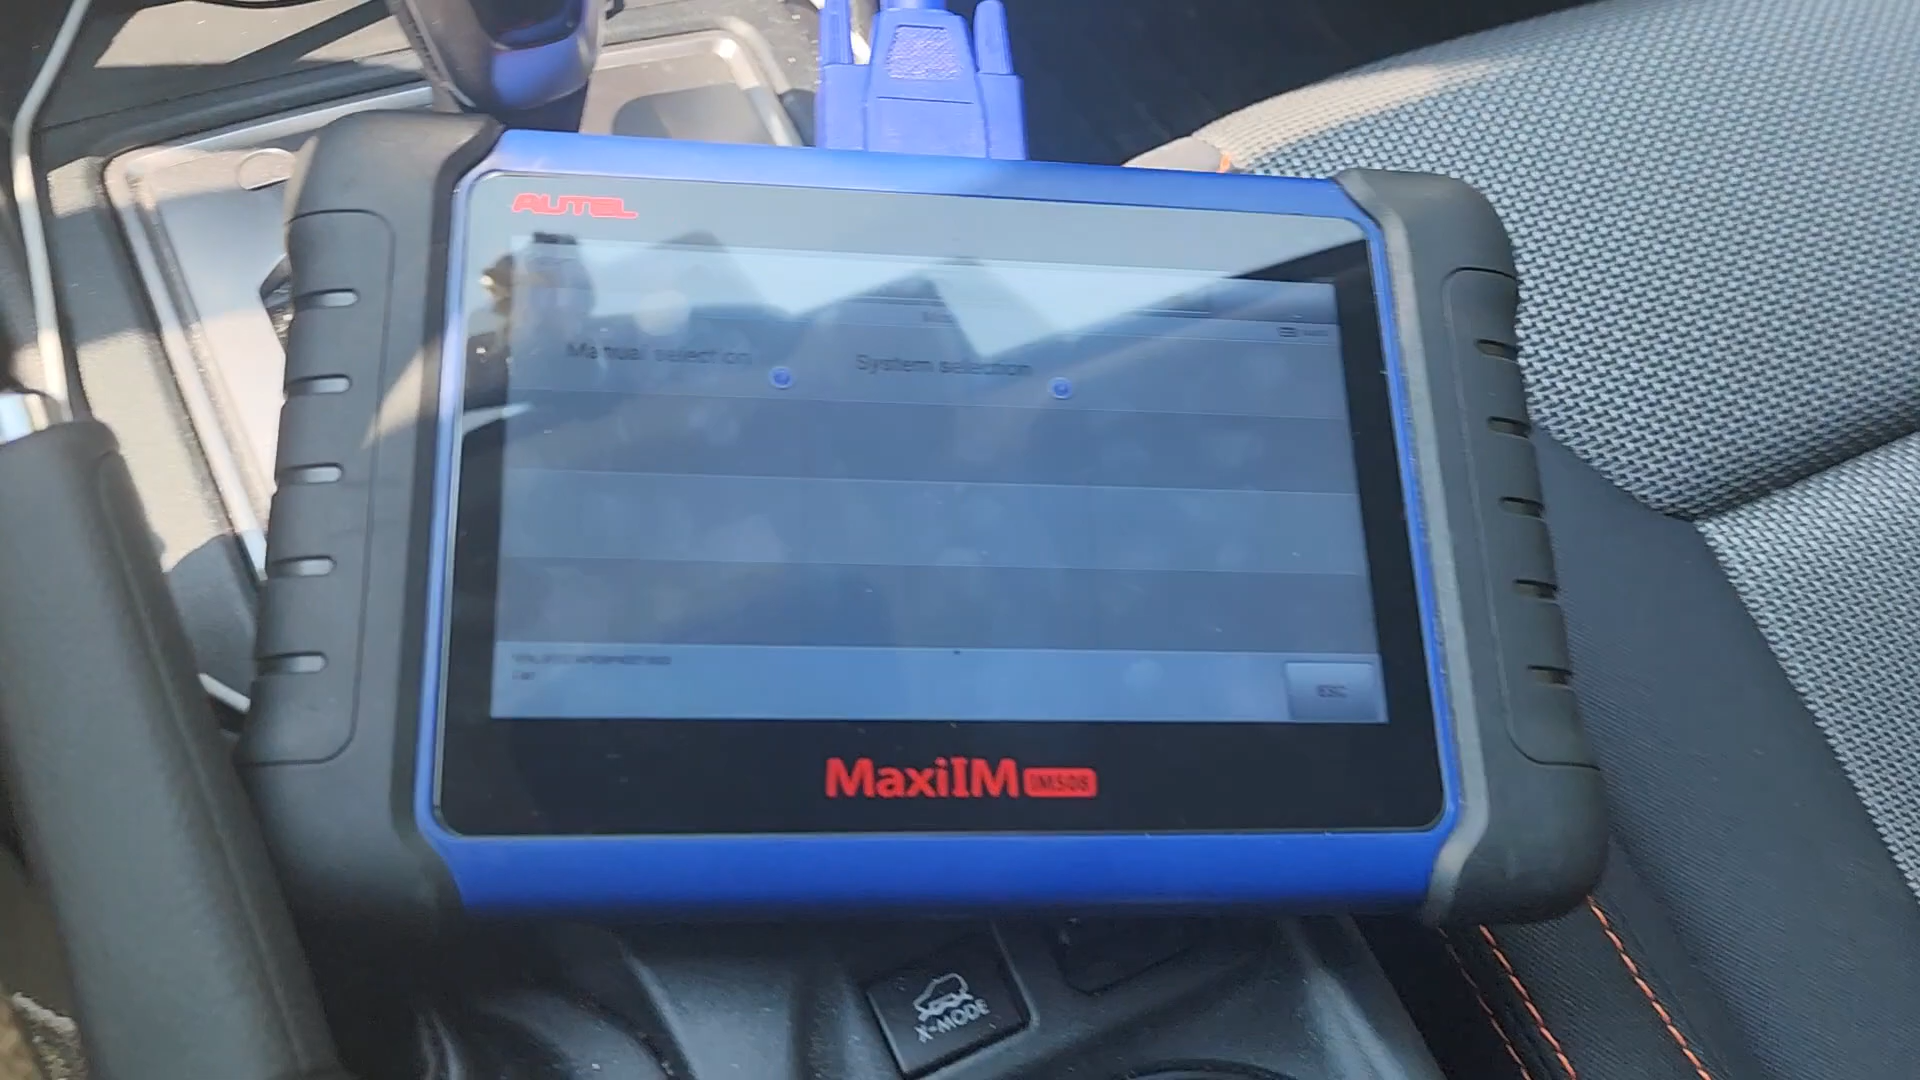 AUTEL
Manual selection
System selection
ESC
MaxiIM IM508
X-MODE